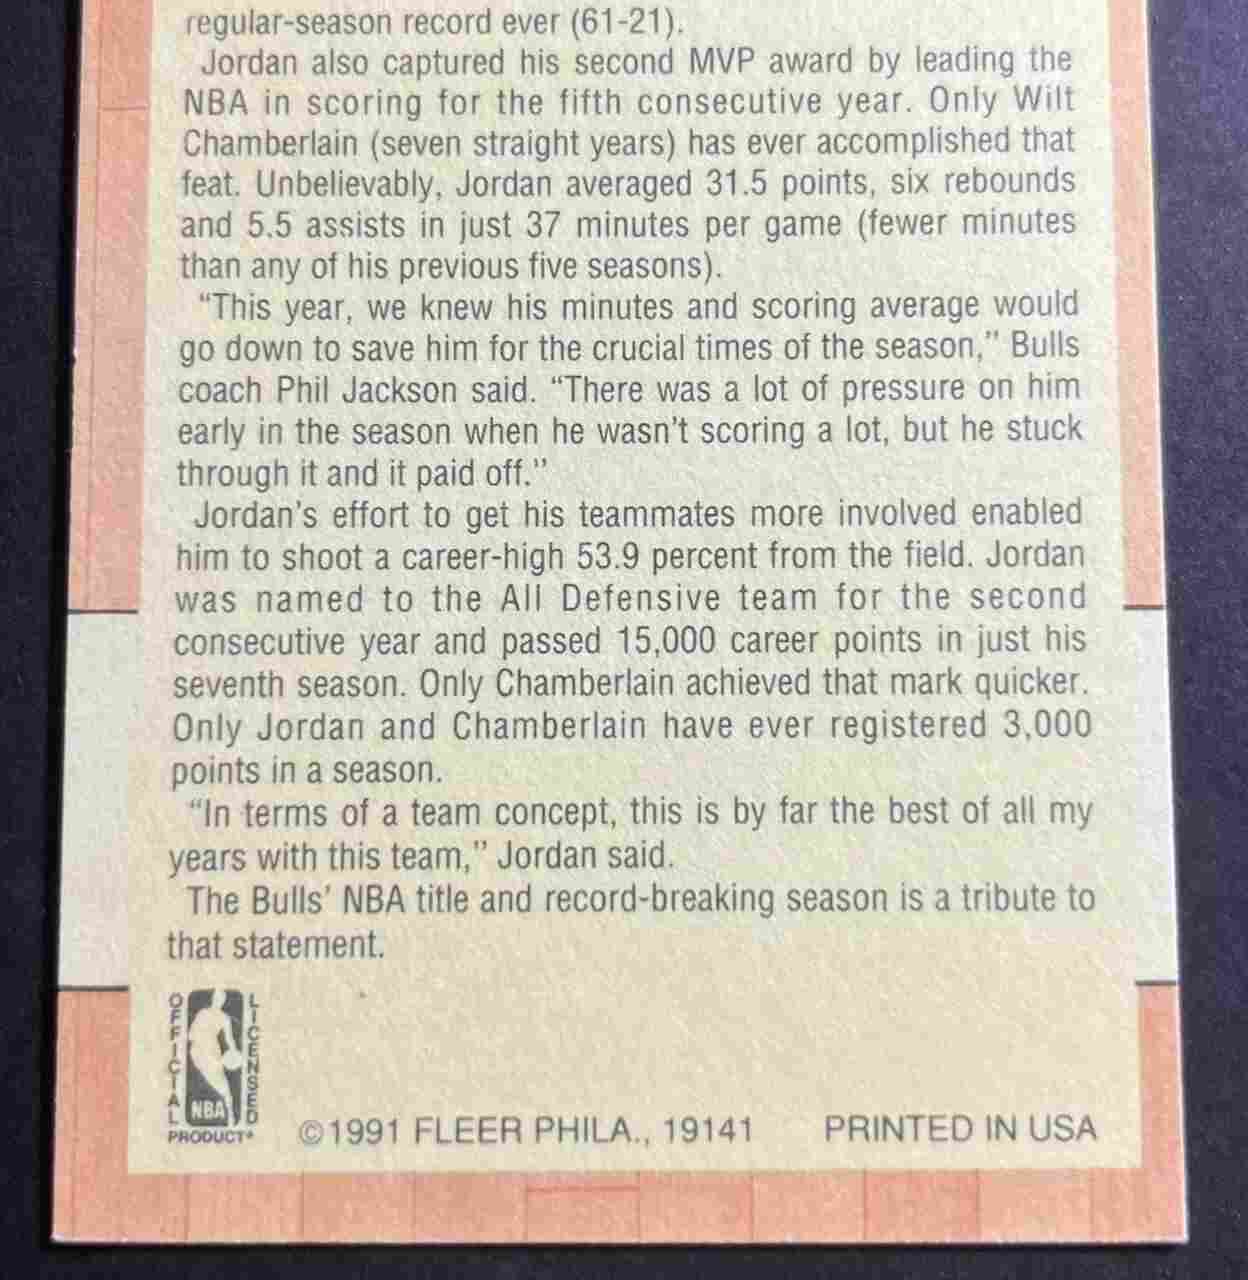 regular-season record ever (61-21).
Jordan also captured his second MVP award by leading the
NBA in scoring for the fifth consecutive year. Only Wilt
Chamberlain (seven straight years) has ever accomplished that
feat. Unbelievably, Jordan averaged 31.5 points, six rebounds
and 5.5 assists in just 37 minutes per game (fewer minutes
than any of his previous five seasons).
“This year, we knew his minutes and scoring average would
go down to save him for the crucial times of the season,” Bulls
coach Phil Jackson said. “There was a lot of pressure on him
early in the season when he wasn't scoring a lot, but he stuck
through it and it paid off.”
Jordan's effort to get his teammates more involved enabled
him to shoot a career-high 53.9 percent from the field. Jordan
was named to the All Defensive team for the second
consecutive year and passed 15,000 career points in just his
seventh season. Only Chamberlain achieved that mark quicker.
Only Jordan and Chamberlain have ever registered 3,000
points in a season.
“In terms of a team concept, this is by far the best of all my
years with this team,” Jordan said.
The Bulls' NBA title and record-breaking season is a tribute to
that statement.
OFFICIAL
LICENSED
NBA
PRODUCT®
©1991 FLEER PHILA., 19141 PRINTED IN USA